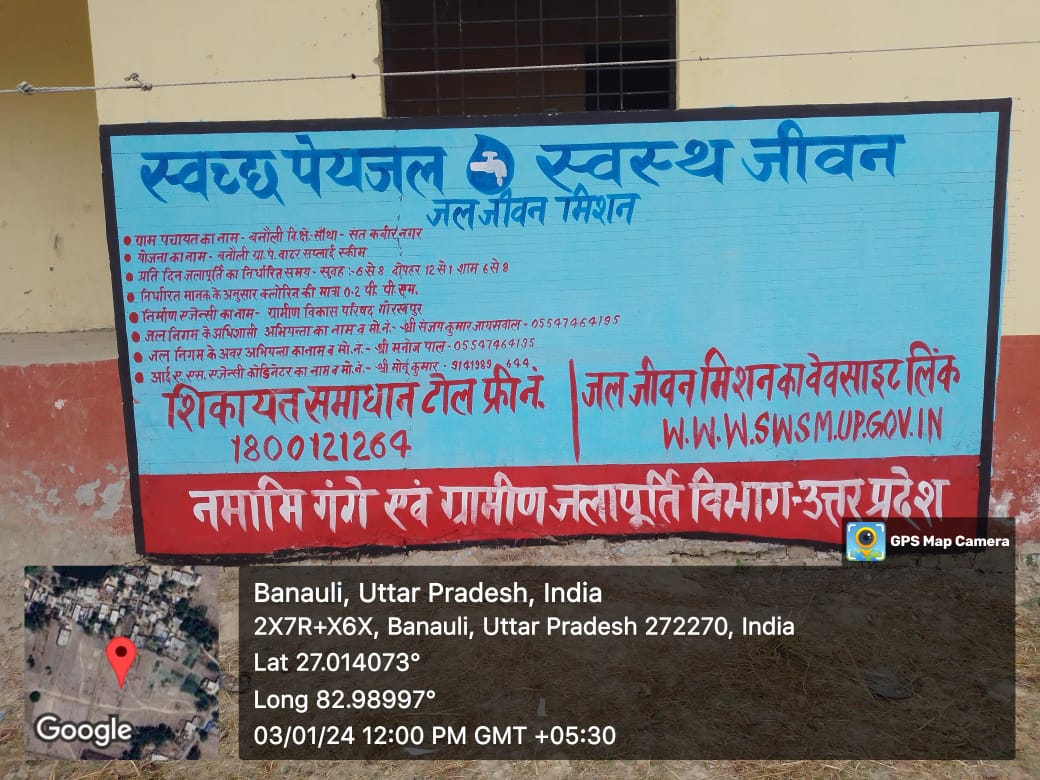 स्वच्छ पेयजल स्वस्थ जीवन
जल जीवन मिशन
ग्राम पंचायत का नाम - बनौली वि.क्षे.-साँथा - संत कबीर नगर
योजना का नाम - बनौली ग्रा. पे. वाटर सप्लाई स्कीम
प्रति दिन जलापूर्ति का निर्धारित समय - सुवह :- 6 से 8 दोपहर 12 से 1 शाम 6 से 8
निर्धारित मानक के अनुसार क्लोरिन की मात्रा 0.2 पी. पी. एम.
निर्माण एजेन्सी का नाम - ग्रामीण विकास परिषद गोरखपुर
जल निगम के अधिशासी अभियन्ता का नाम व मो.नं:- श्री संजय कुमार जायसवाल - 05547464195
जल निगम के अवर अभियन्ता का नाम व मो.नं:- श्री मनोज पाल - 05547464195
आई.ए.एस. एजेन्सी कोडिनेटर का नाम व मो.नं:- श्री कुमार - 9141989..644
शिकायत समाधान टोल फ्री नं.
1800121264
जल जीवन मिशन का वेवसाइट लिंक
W.W.W.SWSM.UP.GOV.IN
नमामि गंगे एवं ग्रामीण जलापूर्ति विभाग-उत्तर प्रदेश
GPS Map Camera
Banauli, Uttar Pradesh, India
2X7R+X6X, Banauli, Uttar Pradesh 272270, India
Lat 27.014073°
Long 82.98997°
03/01/24 12:00 PM GMT +05:30
Google